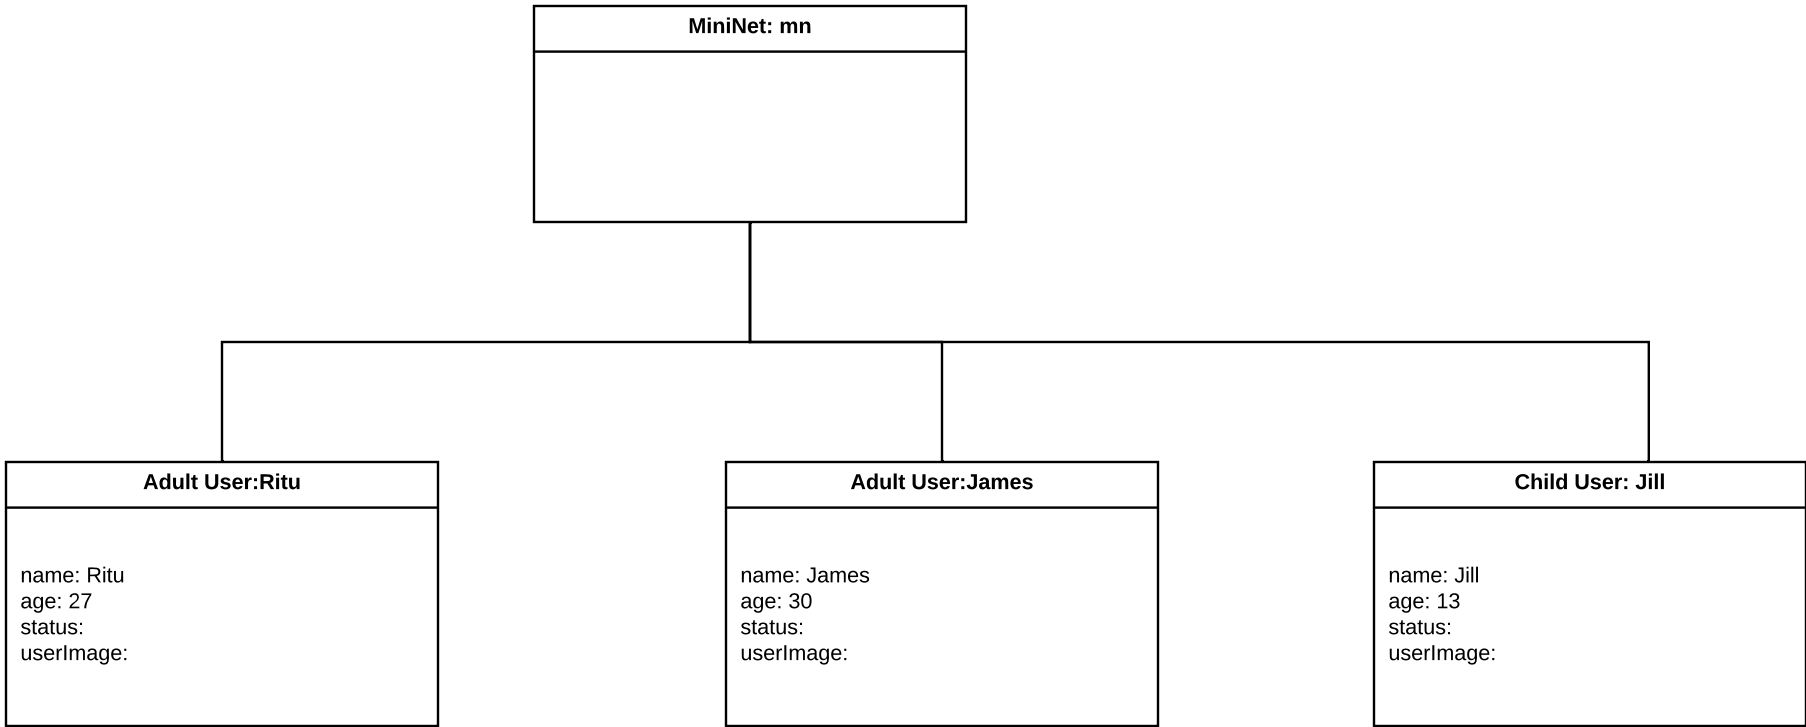 MiniNet: mn
Adult User:Ritu
name: Ritu
age: 27
status:
userImage:
Adult User:James
name: James
age: 30
status:
userImage:
Child User: Jill
name: Jill
age: 13
status:
userImage: